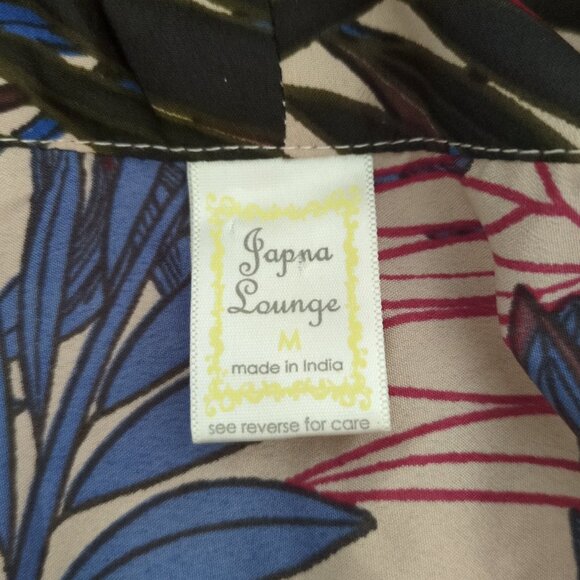 Japna
Lounge
M
made in India
see reverse for care